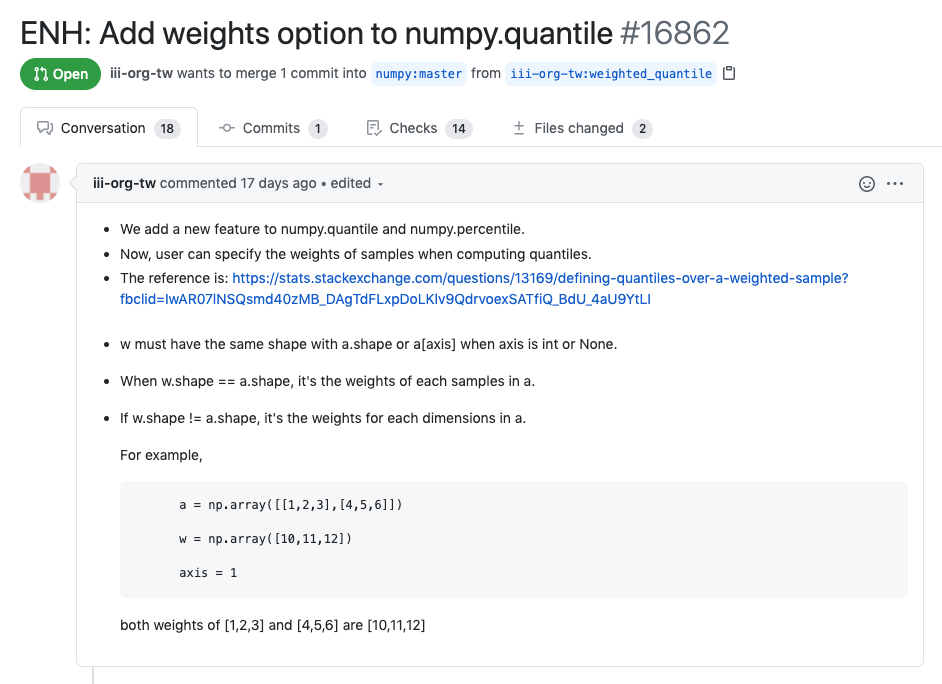 ENH: Add weights option to numpy.quantile #16862
Open iii-org-tw wants to merge 1 commit into numpy:master from iii-org-tw:weighted_quantile
Conversation 18 Commits 1 Checks 14 Files changed 2
iii-org-tw commented 17 days ago • edited
• We add a new feature to numpy.quantile and numpy.percentile.
• Now, user can specify the weights of samples when computing quantiles.
• The reference is: https://stats.stackexchange.com/questions/13169/defining-quantiles-over-a-weighted-sample?
fbclid=IwAR07lNSQsmd40zMB_DAgTdFLxpDoLKlv9QdrvoexSATfiQ_BdU_4aU9YtLI
• w must have the same shape with a.shape or a[axis] when axis is int or None.
• When w.shape == a.shape, it's the weights of each samples in a.
• If w.shape != a.shape, it's the weights for each dimensions in a.
For example,
a = np.array([[1,2,3],[4,5,6]])
w = np.array([10,11,12])
axis = 1
both weights of [1,2,3] and [4,5,6] are [10,11,12]